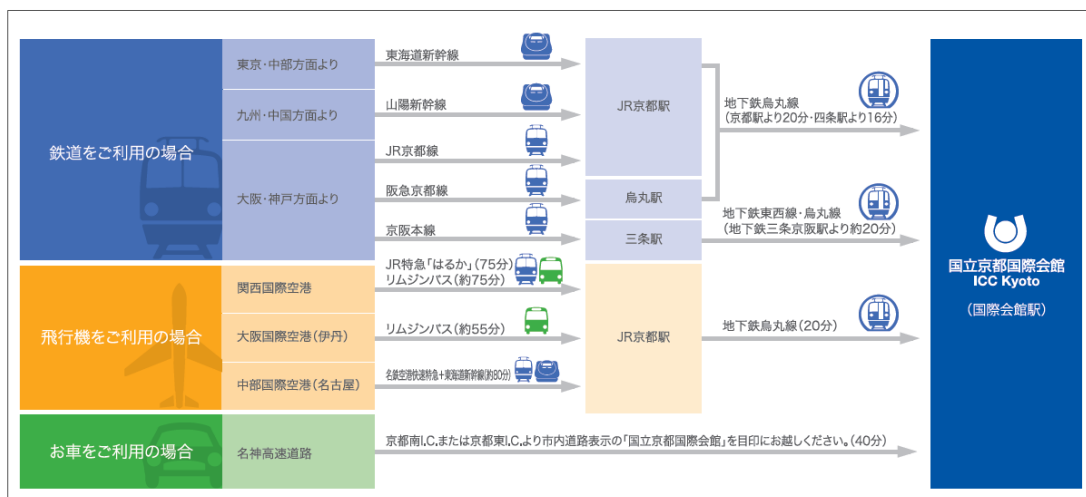 鉄道をご利用の場合
東京・中部方面より
東海道新幹線
九州・中国方面より
山陽新幹線
大阪・神戸方面より
JR京都線
阪急京都線
京阪本線
JR京都駅
烏丸駅
三条駅
地下鉄烏丸線
(京都駅より20分・四条駅より16分)
地下鉄東西線・烏丸線
(地下鉄三条京阪駅より約20分)
飛行機をご利用の場合
関西国際空港
JR特急「はるか」(75分)
リムジンバス(約75分)
大阪国際空港(伊丹)
リムジンバス(約55分)
中部国際空港(名古屋)
名鉄空港快速特急+東海道新幹線(約80分)
JR京都駅
地下鉄烏丸線(20分)
お車をご利用の場合
名神高速道路
京都南I.C.または京都東I.C.より市内道路表示の「国立京都国際会館」を目印にお越しください。(40分)
国立京都国際会館
ICC Kyoto
(国際会館駅)